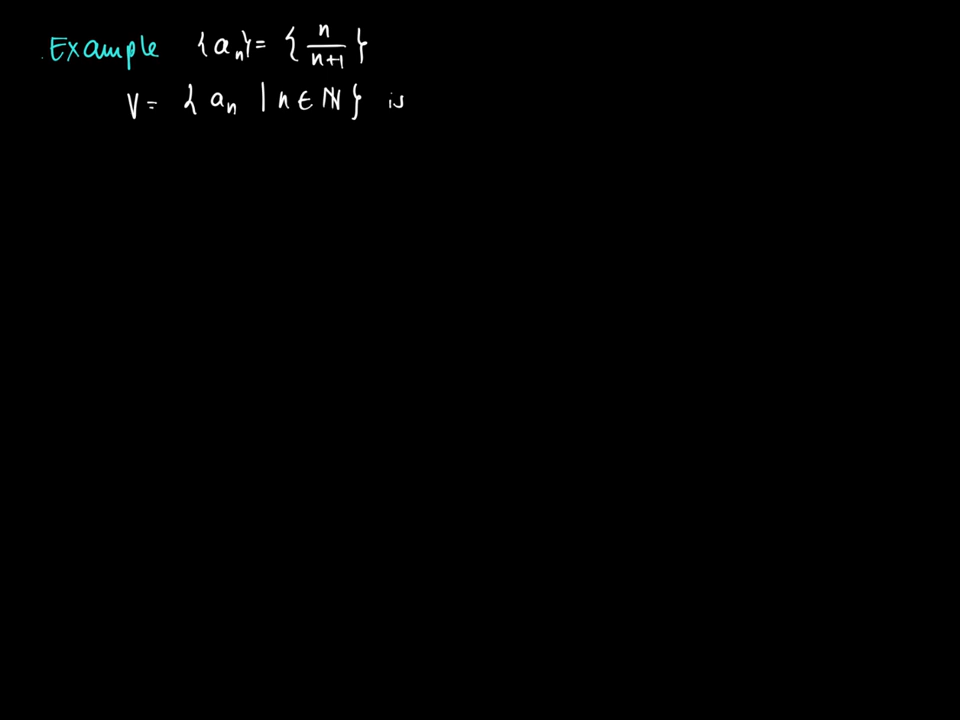 Example {aₙ} = { n/(n+1) }
V = { aₙ | n ∈ ℕ } is